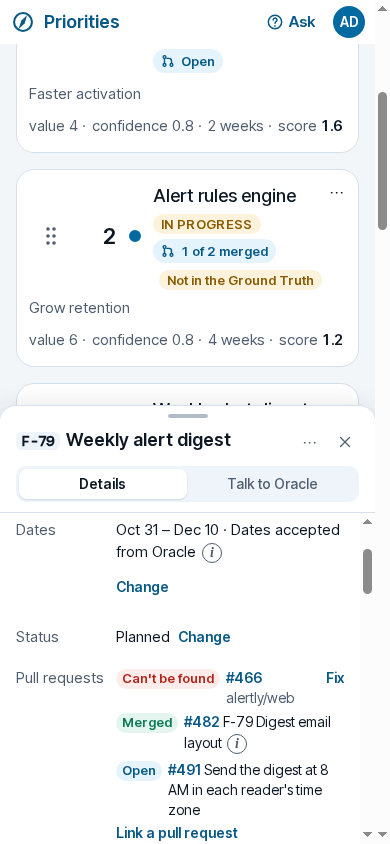 Priorities
Ask
AD
Open
Faster activation
value 4 · confidence 0.8 · 2 weeks · score 1.6
Alert rules engine
...
2
IN PROGRESS
1 of 2 merged
Not in the Ground Truth
Grow retention
value 6 · confidence 0.8 · 4 weeks · score 1.2
F-79 Weekly alert digest
...
Details
Talk to Oracle
Dates
Oct 31 – Dec 10 · Dates accepted
from Oracle i
Change
Status
Planned Change
Pull requests
Can't be found #466 Fix
alertly/web
Merged #482 F-79 Digest email
layout i
Open #491 Send the digest at 8
AM in each reader's time
zone
Link a pull request